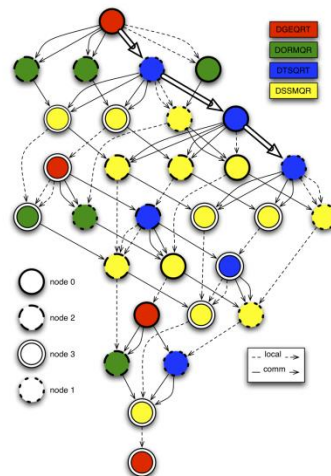 DGEQRT
DORMQR
DTSQRT
DSSMQR
node 0
node 2
node 3
node 1
local
comm